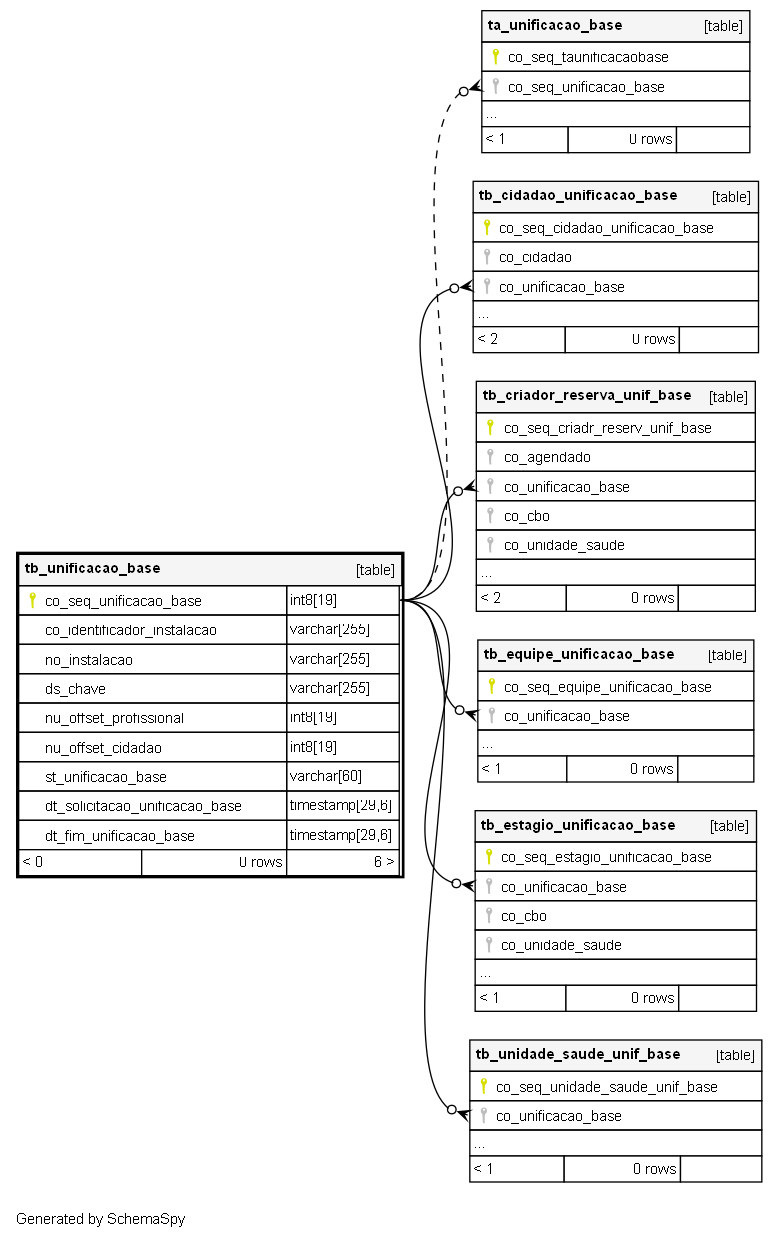 ta_unificacao_base [table]
co_seq_taunificacaobase
co_seq_unificacao_base
...
< 1 0 rows
tb_cidadao_unificacao_base [table]
co_seq_cidadao_unificacao_base
co_cidadao
co_unificacao_base
...
< 2 0 rows
tb_criador_reserva_unif_base [table]
co_seq_criadr_reserv_unif_base
co_agendado
co_unificacao_base
co_cbo
co_unidade_saude
...
< 2 0 rows
tb_unificacao_base [table]
co_seq_unificacao_base int8[19]
co_identificador_instalacao varchar[255]
no_instalacao varchar[255]
ds_chave varchar[255]
nu_offset_profissional int8[19]
nu_offset_cidadao int8[19]
st_unificacao_base varchar[60]
dt_solicitacao_unificacao_base timestamp[29,6]
dt_fim_unificacao_base timestamp[29,6]
< 0 0 rows 6 >
tb_equipe_unificacao_base [table]
co_seq_equipe_unificacao_base
co_unificacao_base
...
< 1 0 rows
tb_estagio_unificacao_base [table]
co_seq_estagio_unificacao_base
co_unificacao_base
co_cbo
co_unidade_saude
...
< 1 0 rows
tb_unidade_saude_unif_base [table]
co_seq_unidade_saude_unif_base
co_unificacao_base
...
< 1 0 rows
Generated by SchemaSpy